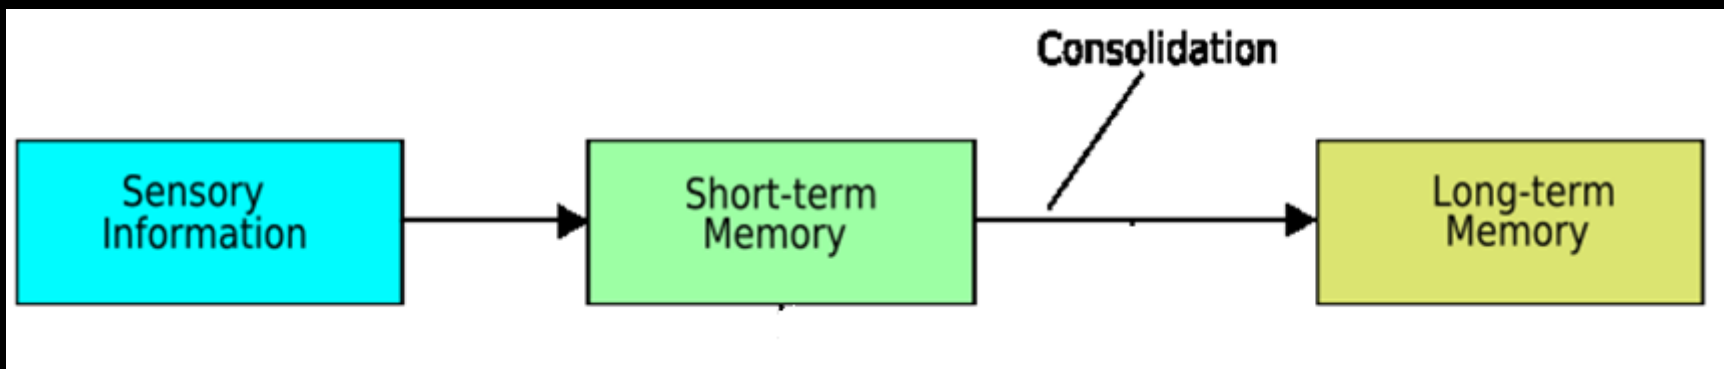 Consolidation
Sensory
Information
Short-term
Memory
Long-term
Memory